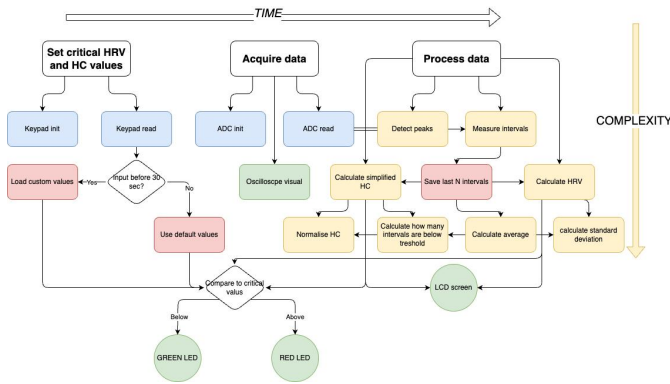 TIME
Set critical HRV
and HC values
Acquire data
Process data
COMPLEXITY
Keypad init
Keypad read
ADC init
ADC read
Detect peaks
Measure intervals
Load custom values
Yes
Input before 30
sec?
No
Oscilloscpe visual
Calculate simplified
HC
Save last N intervals
Calculate HRV
Use default values
Normalise HC
Calculate how many
intervals are below
treshold
Calculate average
calculate standard
deviation
Compare to critical
valus
LCD screen
Below
Above
GREEN LED
RED LED